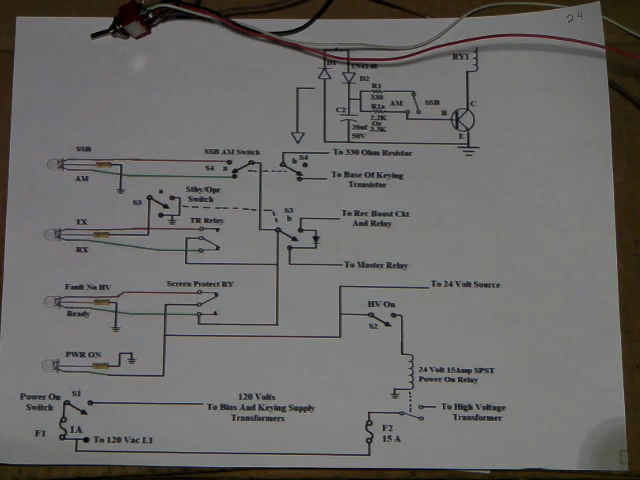 24
RY1
D1
1N4148
D2
R1
330
R1a
2.2K
Or
3.3K
AM
SSB
B
C
E
C2
20mf
50V
SSB
AM
SSB AM Switch
S4
a
b
S4
To 330 Ohm Resistor
To Base Of Keying
Transistor
a
S3
Stby/Opr
Switch
TX
RX
TR Relay
S3
b
To Rec Boost Ckt
And Relay
To Master Relay
Fault No HV
Ready
Screen Protect RY
To 24 Volt Source
HV On
S2
PWR ON
24 Volt 15Amp SPST
Power On Relay
Power On
Switch
S1
120 Volts
To Bias And Keying Supply
Transformers
To High Voltage
Transformer
F1
1A
To 120 Vac L1
F2
15 A